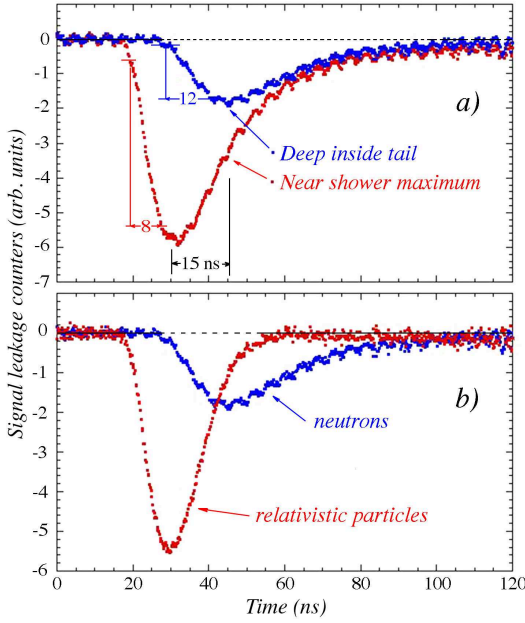 Signal leakage counters (arb. units)
0
-1
-2
-3
-4
-5
-6
-7
12
8
15 ns
a)
Deep inside tail
Near shower maximum
0
-1
-2
-3
-4
-5
-6
b)
neutrons
relativistic particles
0 20 40 60 80 100 120
Time (ns)